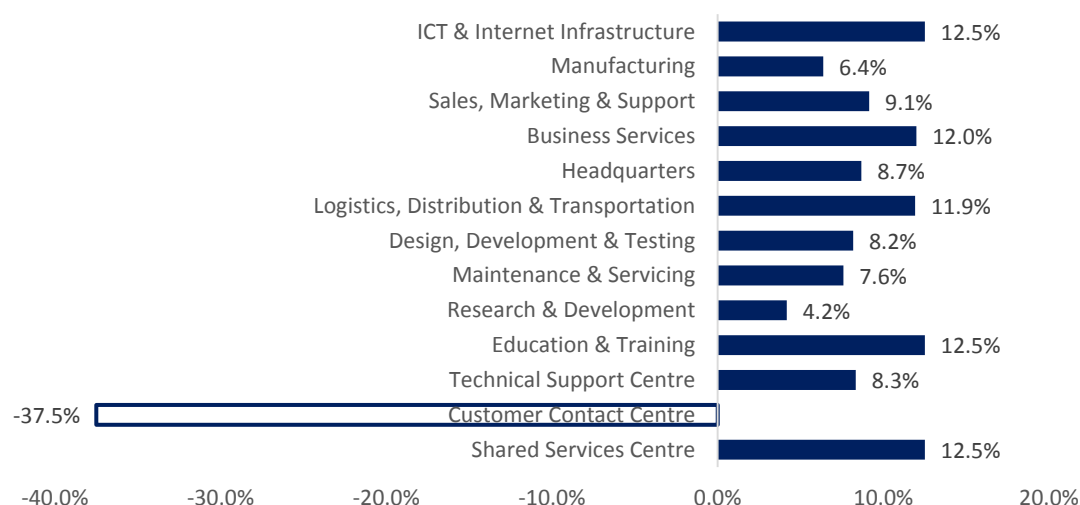 ICT & Internet Infrastructure 12.5%
Manufacturing 6.4%
Sales, Marketing & Support 9.1%
Business Services 12.0%
Headquarters 8.7%
Logistics, Distribution & Transportation 11.9%
Design, Development & Testing 8.2%
Maintenance & Servicing 7.6%
Research & Development 4.2%
Education & Training 12.5%
Technical Support Centre 8.3%
-37.5% Customer Contact Centre
Shared Services Centre 12.5%
-40.0% -30.0% -20.0% -10.0% 0.0% 10.0% 20.0%